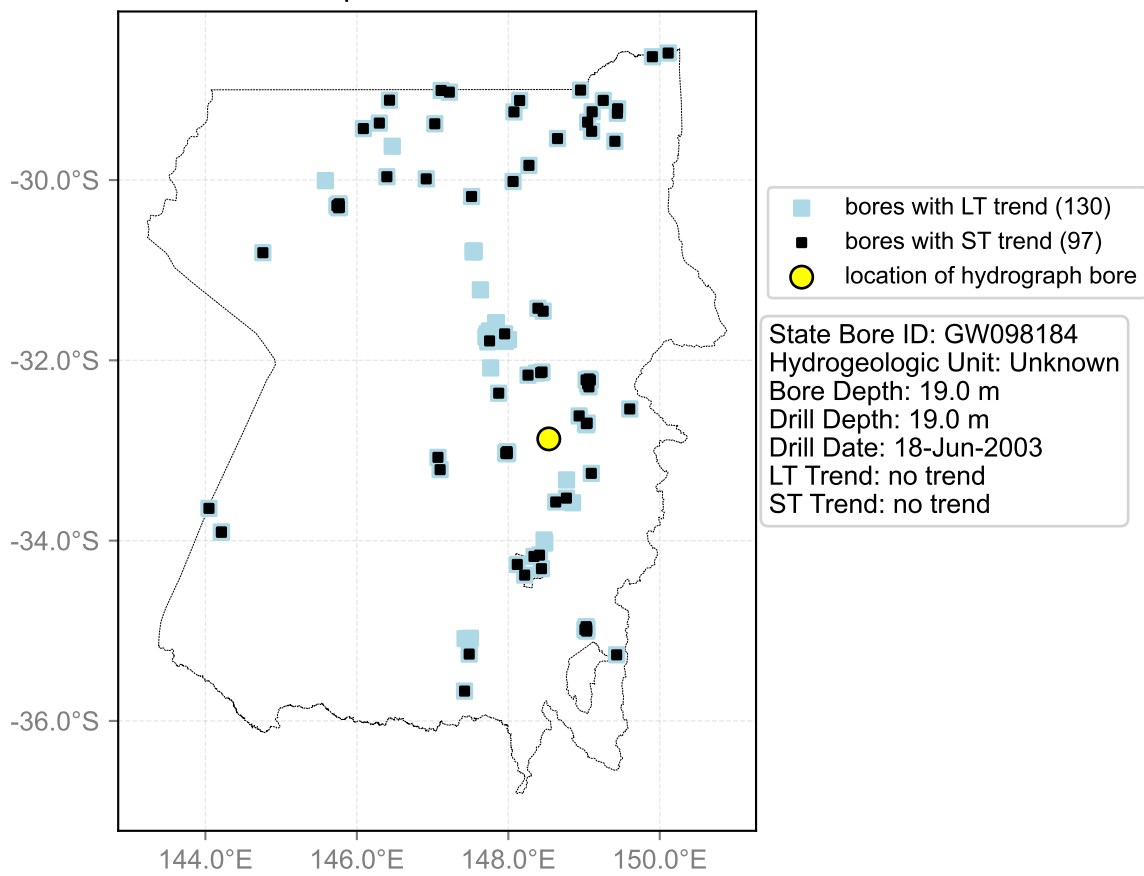 -30.0°S
-32.0°S
-34.0°S
-36.0°S
144.0°E 146.0°E 148.0°E 150.0°E
bores with LT trend (130)
bores with ST trend (97)
location of hydrograph bore
State Bore ID: GW098184
Hydrogeologic Unit: Unknown
Bore Depth: 19.0 m
Drill Depth: 19.0 m
Drill Date: 18-Jun-2003
LT Trend: no trend
ST Trend: no trend